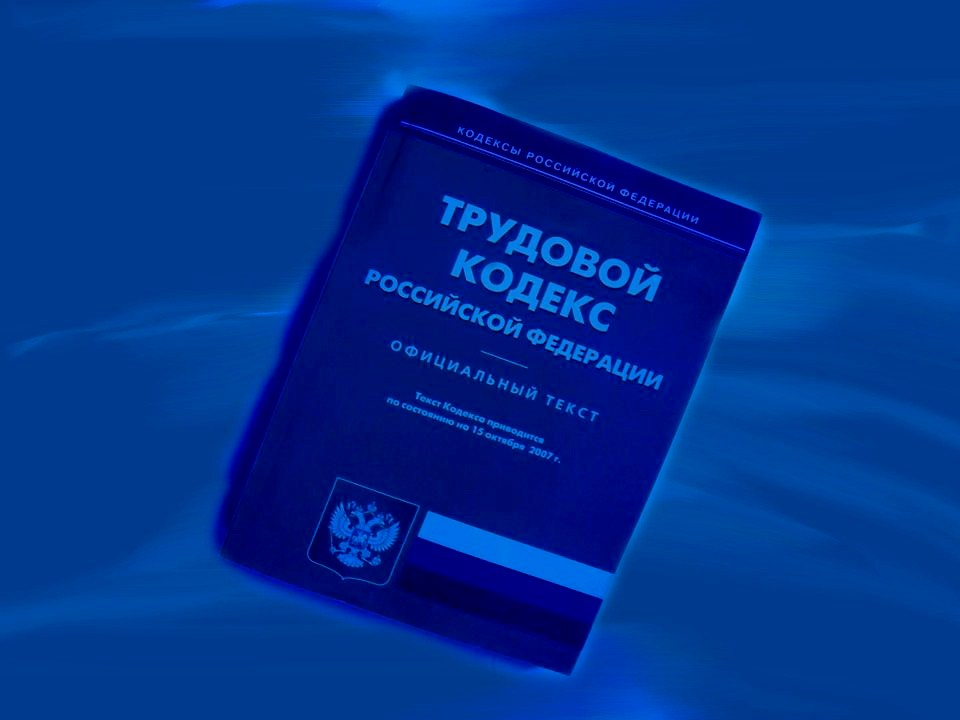 КОДЕКСЫ РОССИЙСКОЙ ФЕДЕРАЦИИ
ТРУДОВОЙ
КОДЕКС
РОССИЙСКОЙ ФЕДЕРАЦИИ
ОФИЦИАЛЬНЫЙ ТЕКСТ
Текст Кодекса приводится
по состоянию на 15 октября 2007 г.